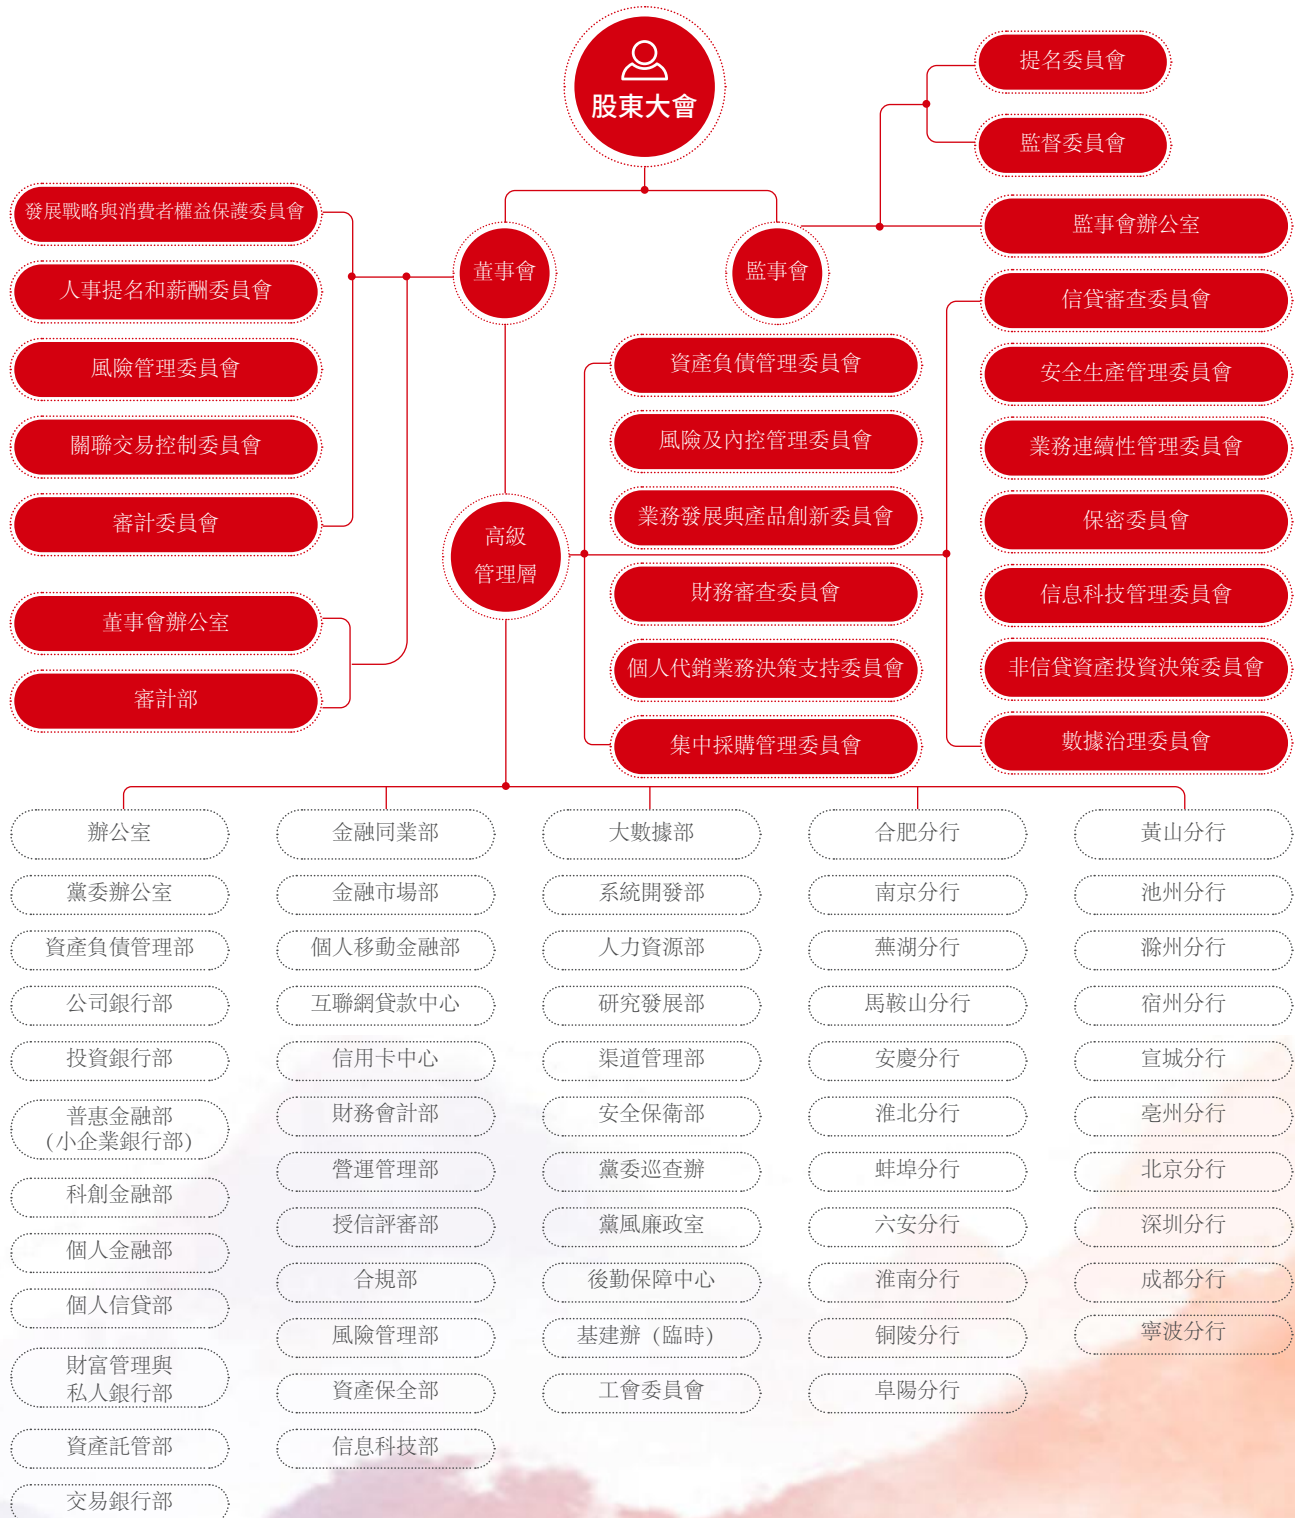 股東大會
提名委員會
監督委員會
監事會辦公室
董事會
監事會
發展戰略與消費者權益保護委員會
人事提名和薪酬委員會
風險管理委員會
關聯交易控制委員會
審計委員會
董事會辦公室
審計部
高級
管理層
資產負債管理委員會
風險及內控管理委員會
業務發展與產品創新委員會
財務審查委員會
個人代銷業務決策支持委員會
集中採購管理委員會
信貸審查委員會
安全生產管理委員會
業務連續性管理委員會
保密委員會
信息科技管理委員會
非信貸資產投資決策委員會
數據治理委員會
辦公室
黨委辦公室
資產負債管理部
公司銀行部
投資銀行部
普惠金融部
(小企業銀行部)
科創金融部
個人金融部
個人信貸部
財富管理與
私人銀行部
資產託管部
交易銀行部
金融同業部
金融市場部
個人移動金融部
互聯網貸款中心
信用卡中心
財務會計部
營運管理部
授信評審部
合規部
風險管理部
資產保全部
信息科技部
大數據部
系統開發部
人力資源部
研究發展部
渠道管理部
安全保衛部
黨委巡查辦
黨風廉政室
後勤保障中心
基建辦（臨時）
工會委員會
合肥分行
南京分行
蕪湖分行
馬鞍山分行
安慶分行
淮北分行
蚌埠分行
六安分行
淮南分行
铜陵分行
阜陽分行
黃山分行
池州分行
滁州分行
宿州分行
宣城分行
亳州分行
北京分行
深圳分行
成都分行
寧波分行